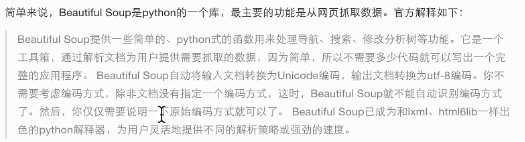 简单来说，Beautiful Soup是python的一个库，最主要的功能是从网页抓取数据。官方解释如下：
Beautiful Soup提供一些简单的、python式的函数用来处理导航、搜索、修改分析树等功能。它是一个
工具箱，通过解析文档为用户提供需要抓取的数据，因为简单，所以不需要多少代码就可以写出一个完
整的应用程序。 Beautiful Soup自动将输入文档转换为Unicode编码，输出文档转换为utf-8编码。你不
需要考虑编码方式，除非文档没有指定一个编码方式，这时，Beautiful Soup就不能自动识别编码方式
了。然后，你仅仅需要说明一下原始编码方式就可以了。 Beautiful Soup已成为和lxml、html6lib一样出
色的python解释器，为用户灵活地提供不同的解析策略或强劲的速度。